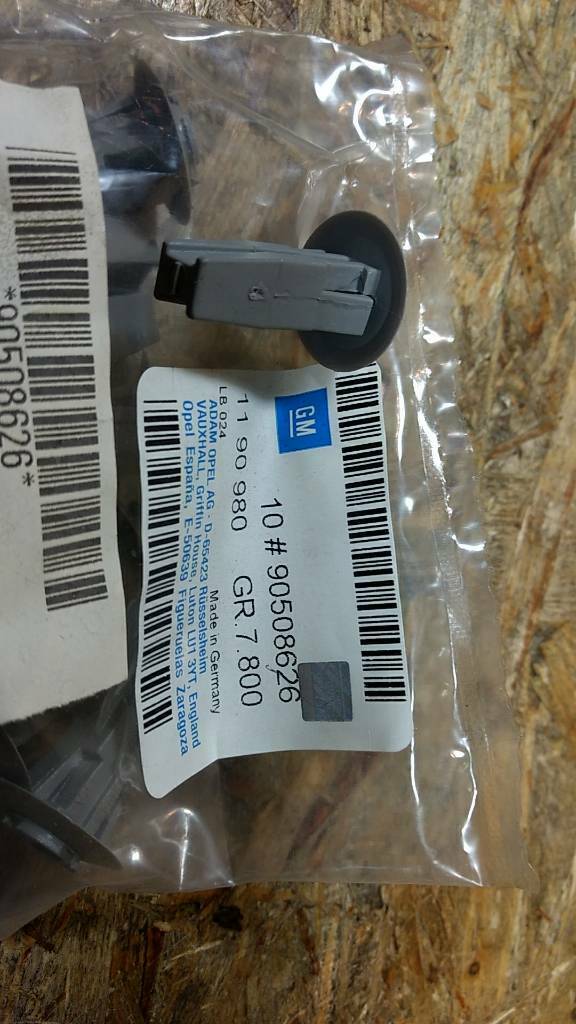 GM
10 # 90508626
11 90 980 GR.7.800
LB 024 Made in Germany
ADAM OPEL AG - D-65423 Rüsselsheim
VAUXHALL, Griffin House, Luton LU1 3YT, England
Opel España, E-50639 Figueruelas Zaragoza
*90508626*